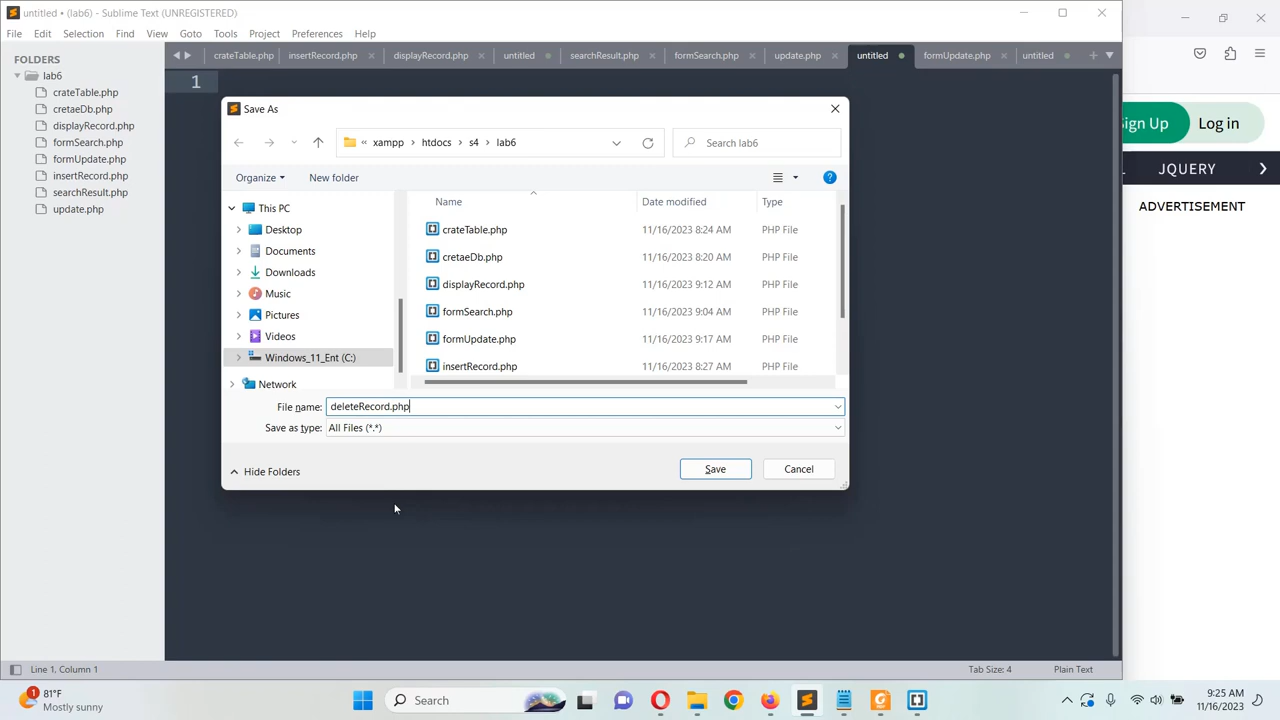 untitled • (lab6) - Sublime Text (UNREGISTERED)
File Edit Selection Find View Goto Tools Project Preferences Help
FOLDERS
lab6
crateTable.php
cretaeDb.php
displayRecord.php
formSearch.php
formUpdate.php
insertRecord.php
searchResult.php
update.php
crateTable.php insertRecord.php displayRecord.php untitled searchResult.php formSearch.php update.php untitled formUpdate.php untitled
1
Save As
« xampp > htdocs > s4 > lab6
Search lab6
Organize New folder
This PC
Desktop
Documents
Downloads
Music
Pictures
Videos
Windows_11_Ent (C:)
Network
Name Date modified Type
crateTable.php 11/16/2023 8:24 AM PHP File
cretaeDb.php 11/16/2023 8:20 AM PHP File
displayRecord.php 11/16/2023 9:12 AM PHP File
formSearch.php 11/16/2023 9:04 AM PHP File
formUpdate.php 11/16/2023 9:17 AM PHP File
insertRecord.php 11/16/2023 8:27 AM PHP File
File name: deleteRecord.php
Save as type: All Files (*.*)
Hide Folders Save Cancel
Sign Up Log in
JQUERY
ADVERTISEMENT
Line 1, Column 1 Tab Size: 4 Plain Text
1
81°F
Mostly sunny
Search
9:25 AM
11/16/2023